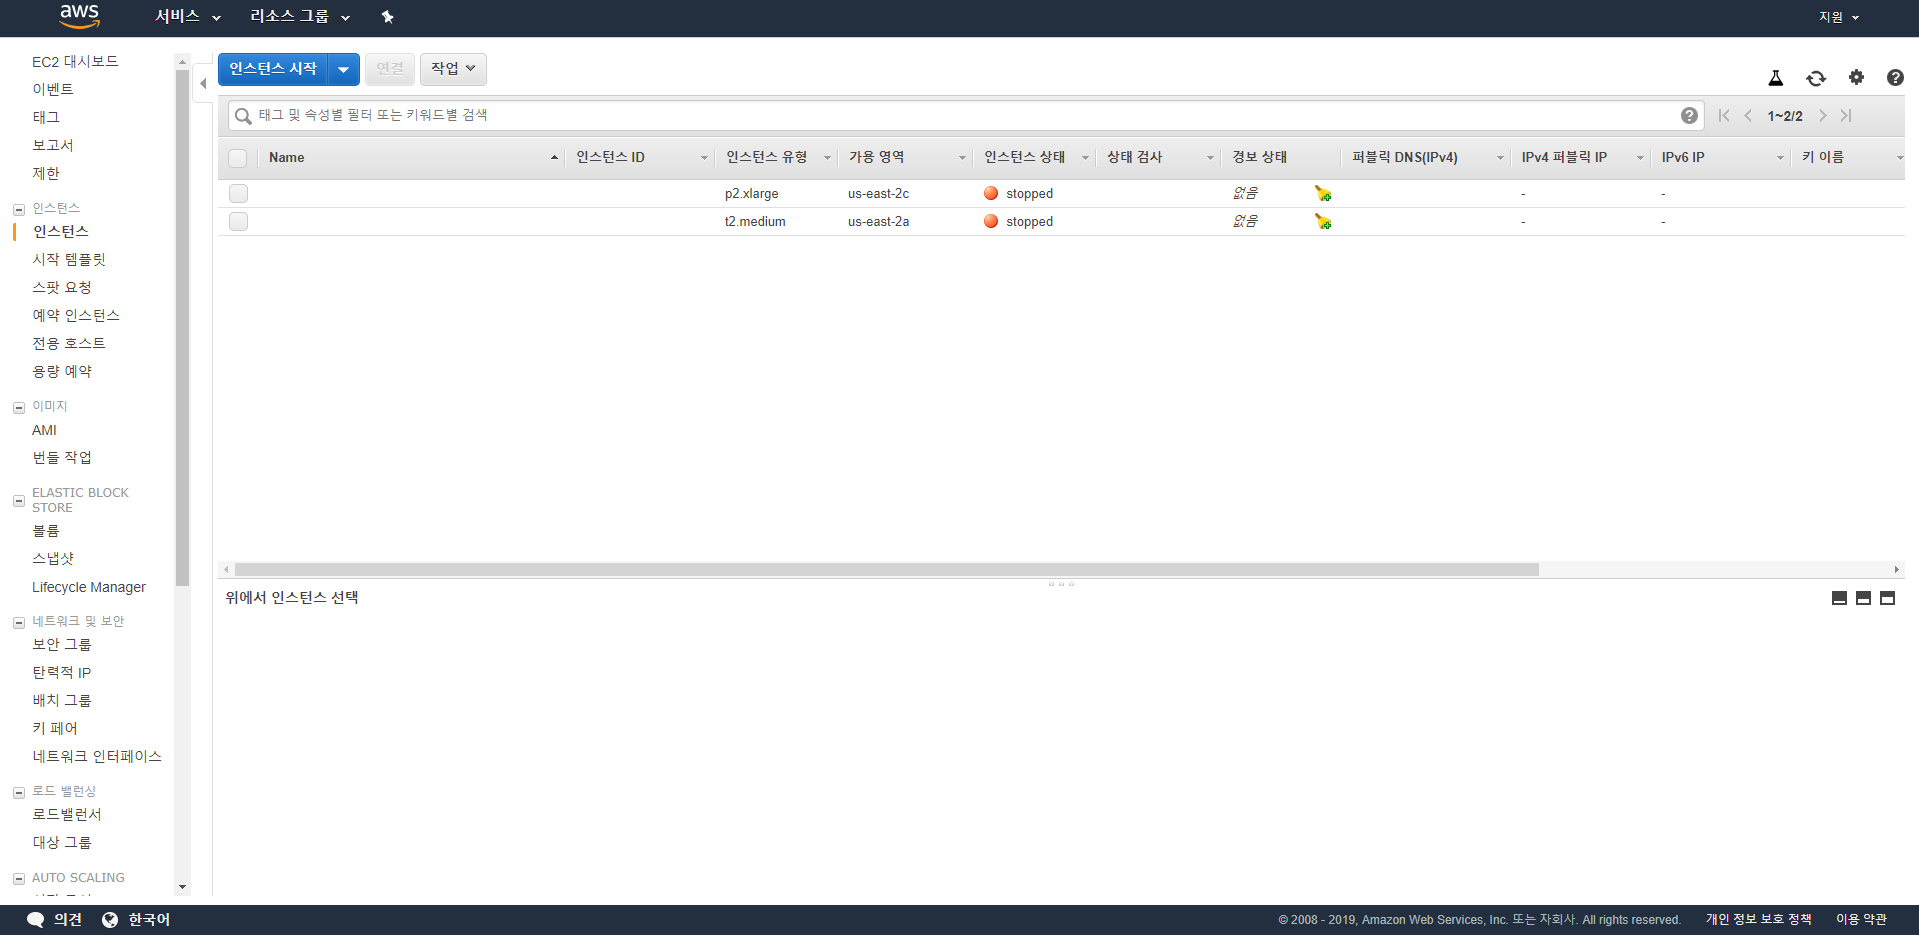 aws 서비스 리소스 그룹 지원
EC2 대시보드
이벤트
태그
보고서
제한
인스턴스
인스턴스
시작 템플릿
스팟 요청
예약 인스턴스
전용 호스트
용량 예약
이미지
AMI
번들 작업
ELASTIC BLOCK
STORE
볼륨
스냅샷
Lifecycle Manager
네트워크 및 보안
보안 그룹
탄력적 IP
배치 그룹
키 페어
네트워크 인터페이스
로드 밸런싱
로드밸런서
대상 그룹
AUTO SCALING
인스턴스 시작 연결 작업
태그 및 속성별 필터 또는 키워드별 검색 1~2/2
Name 인스턴스 ID 인스턴스 유형 가용 영역 인스턴스 상태 상태 검사 경보 상태 퍼블릭 DNS(IPv4) IPv4 퍼블릭 IP IPv6 IP 키 이름
p2.xlarge us-east-2c stopped 없음 - -
t2.medium us-east-2a stopped 없음 - -
위에서 인스턴스 선택
의견 한국어 © 2008 - 2019, Amazon Web Services, Inc. 또는 자회사. All rights reserved. 개인 정보 보호 정책 이용 약관